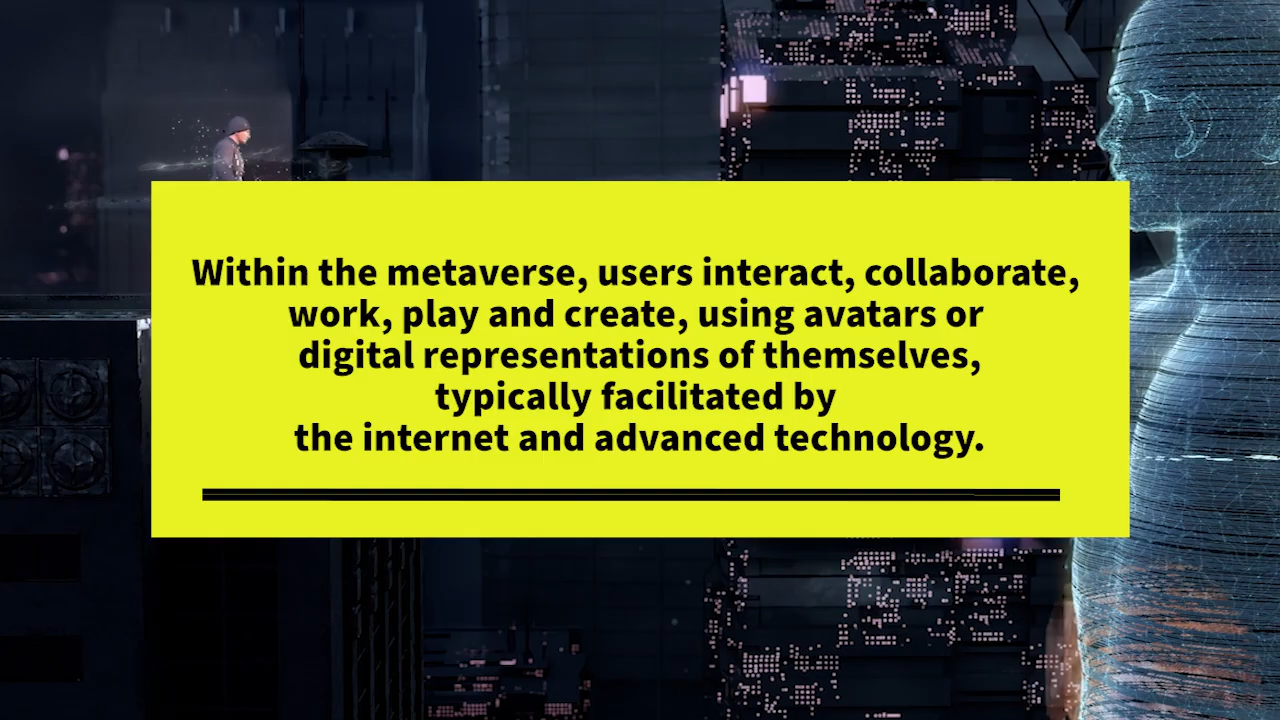 Within the metaverse, users interact, collaborate,
work, play and create, using avatars or
digital representations of themselves,
typically facilitated by
the internet and advanced technology.